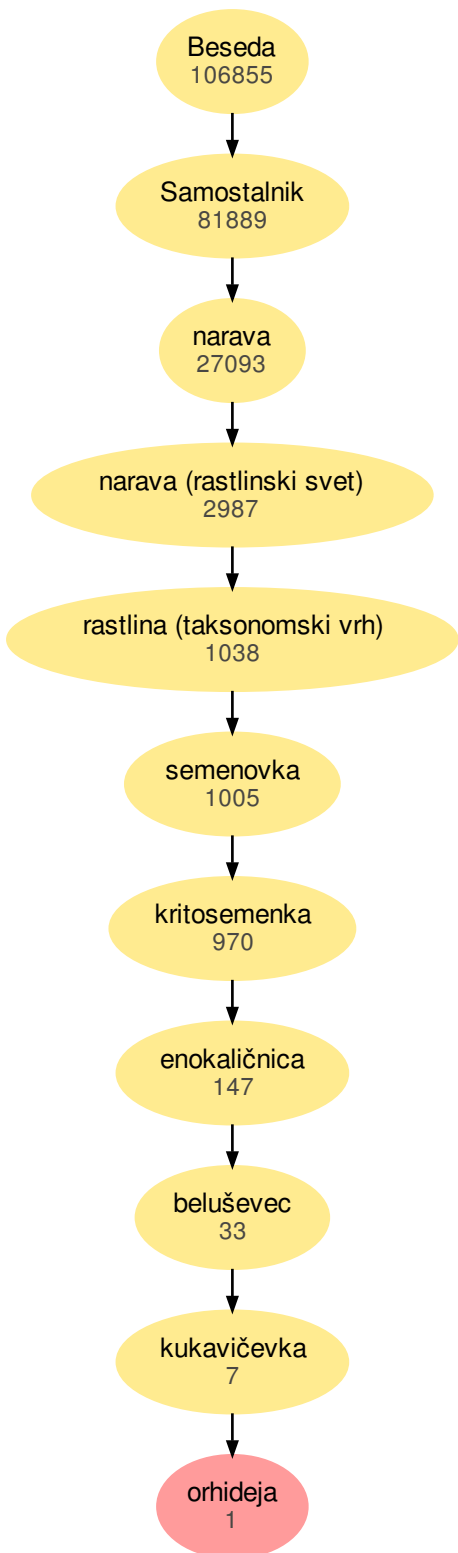 Beseda
106855
Samostalnik
81889
narava
27093
narava (rastlinski svet)
2987
rastlina (taksonomski vrh)
1038
semenovka
1005
kritosemenka
970
enokaličnica
147
beluševec
33
kukavičevka
7
orhideja
1